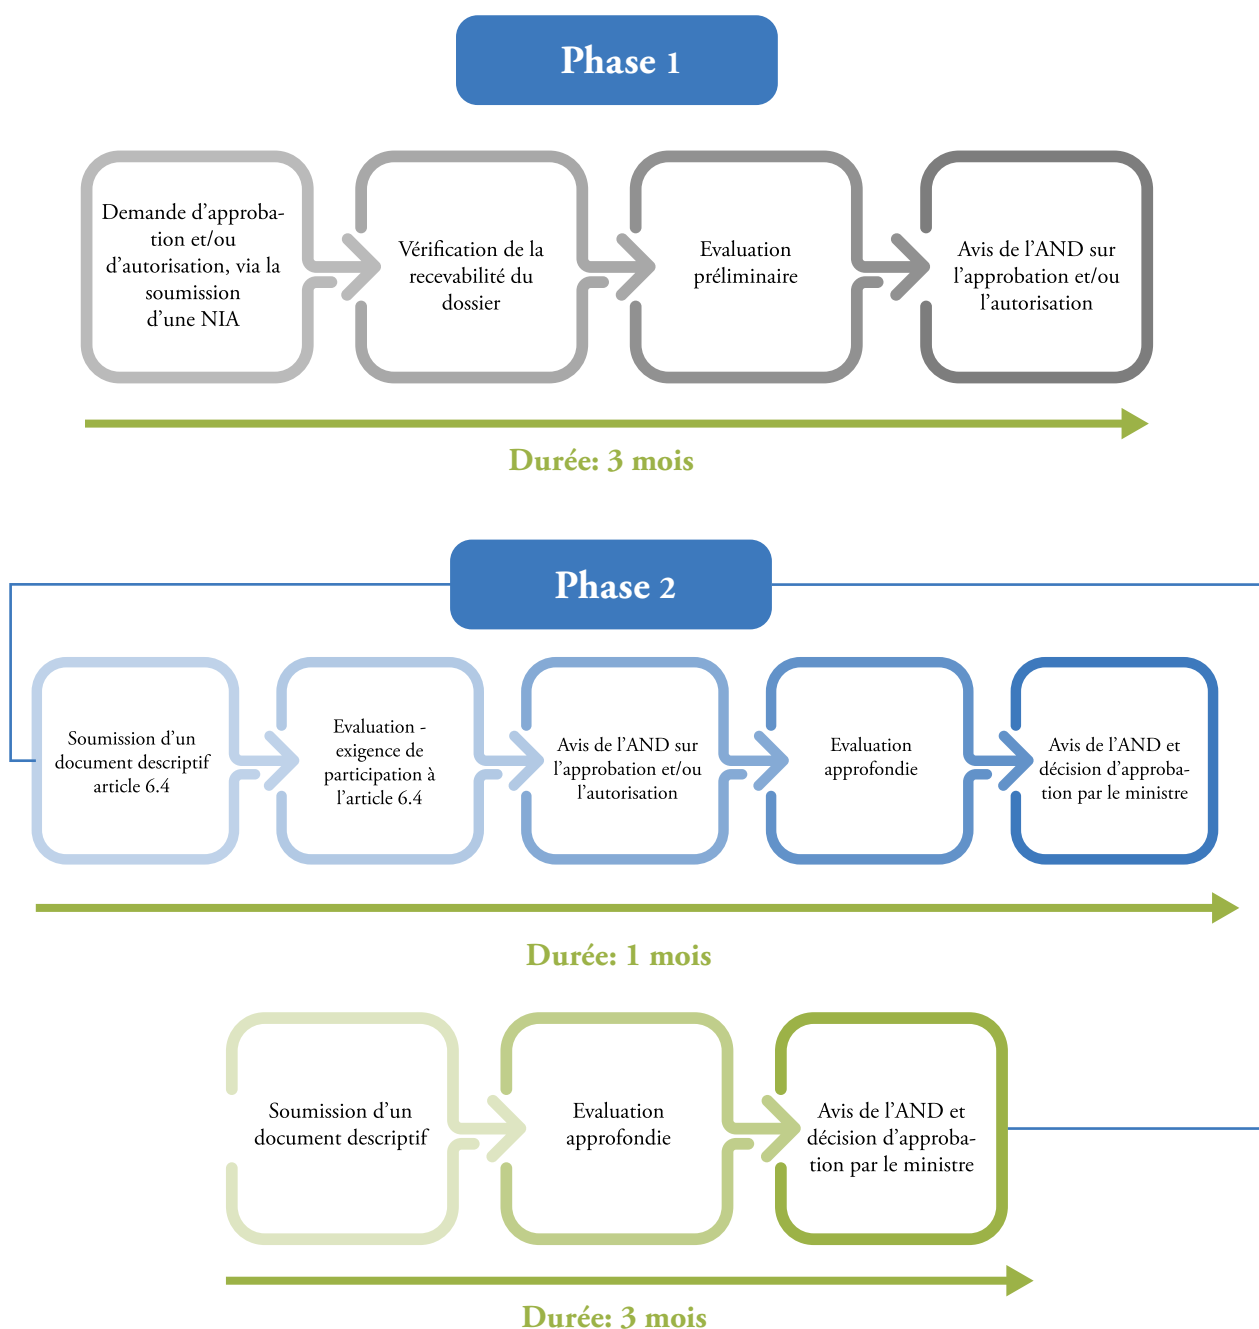 Phase 1
Demande d'approba-
tion et/ou
d'autorisation, via la
soumission
d'une NIA
Vérification de la
recevabilité du
dossier
Evaluation
préliminaire
Avis de l'AND sur
l'approbation et/ou
l'autorisation
Durée: 3 mois
Phase 2
Soumission d'un
document descriptif
article 6.4
Evaluation -
exigence de
participation à
l'article 6.4
Avis de l'AND sur
l'approbation et/ou
l'autorisation
Evaluation
approfondie
Avis de l'AND et
décision d'approba-
tion par le ministre
Durée: 1 mois
Soumission d'un
document descriptif
Evaluation
approfondie
Avis de l'AND et
décision d'approba-
tion par le ministre
Durée: 3 mois